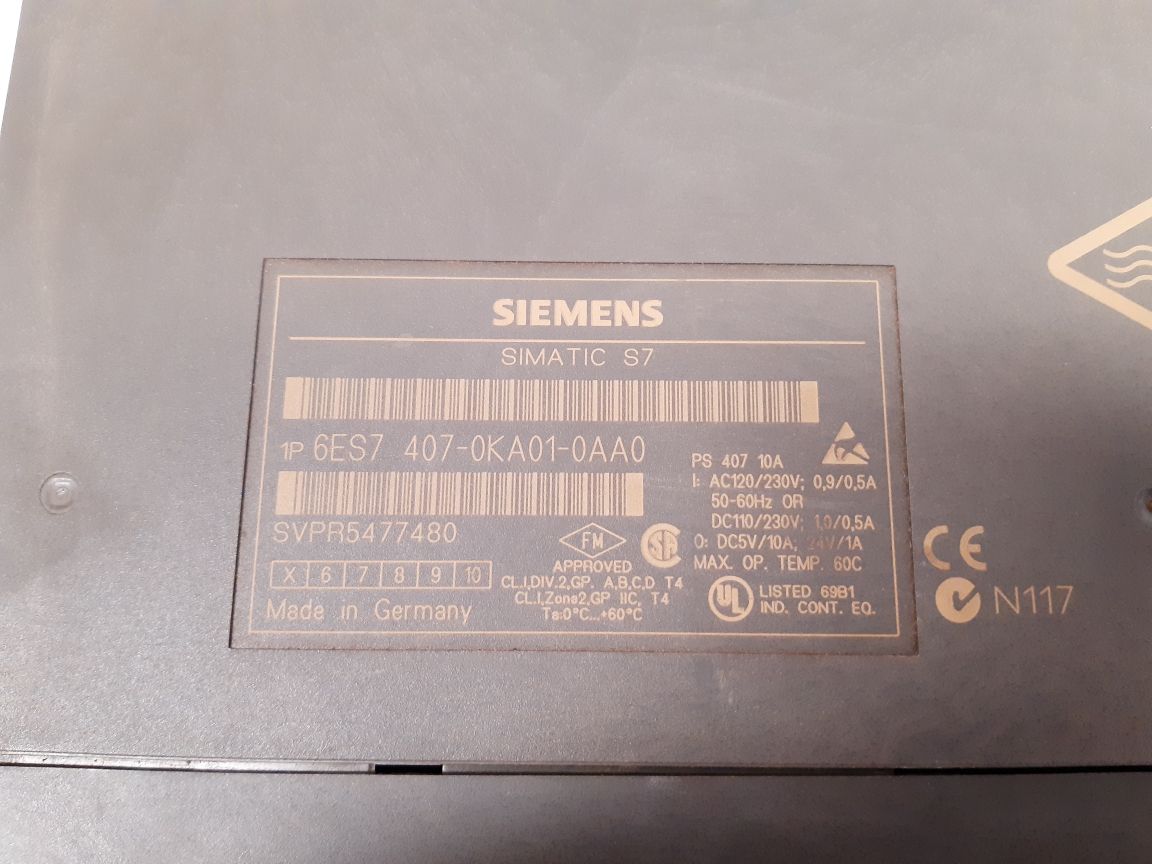 SIEMENS
SIMATIC S7
1P 6ES7 407-0KA01-0AA0
SVPR5477480
X 6 7 8 9 10
Made in Germany
FM
APPROVED
CL.I,DIV.2,GP. A,B,C,D T4
CL.I,Zone2,GP IIC, T4
Ta:0°C...+60°C
SA
PS 407 10A
I: AC120/230V; 0,9/0,5A
50-60Hz OR
DC110/230V; 1,0/0,5A
O: DC5V/10A; 24V/1A
MAX. OP. TEMP. 60C
UL
LISTED 69B1
IND. CONT. EQ.
CE
N117